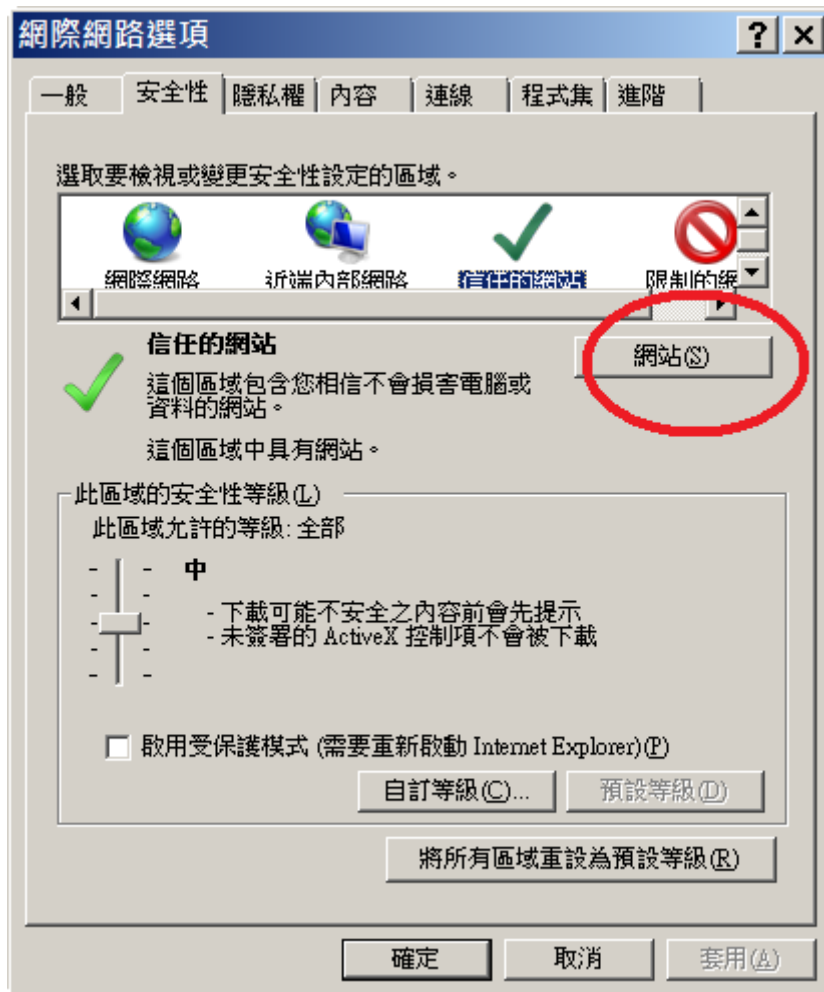 網際網路選項
一般 安全性 隱私權 內容 連線 程式集 進階
選取要檢視或變更安全性設定的區域。
網際網路 近端內部網路 信任的網站 限制的網
信任的網站
網站(S)
這個區域包含您相信不會損害電腦或
資料的網站。
這個區域中具有網站。
此區域的安全性等級(L)
此區域允許的等級: 全部
中
- 下載可能不安全之內容前會先提示
- 未簽署的 ActiveX 控制項不會被下載
啟用受保護模式 (需要重新啟動 Internet Explorer)(P)
自訂等級(C)... 預設等級(D)
將所有區域重設為預設等級(R)
確定 取消 套用(A)